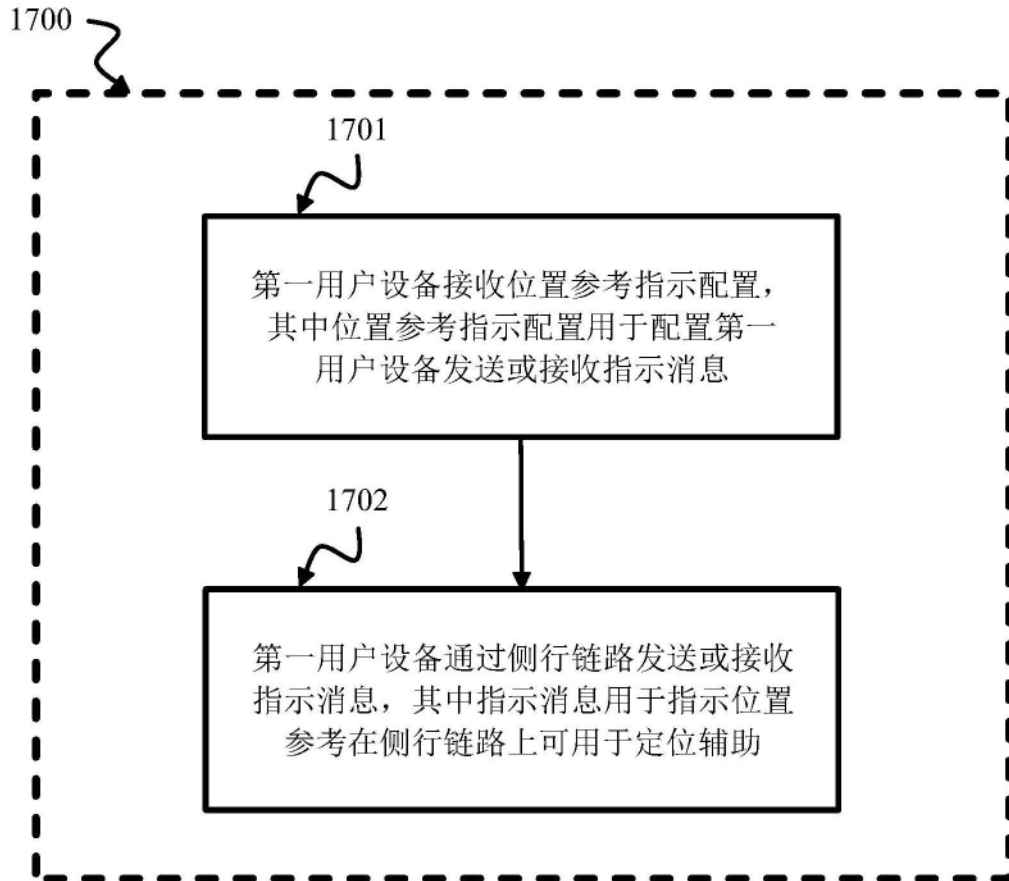 1700
1701
第一用户设备接收位置参考指示配置，
其中位置参考指示配置用于配置第一
用户设备发送或接收指示消息
1702
第一用户设备通过侧行链路发送或接收
指示消息，其中指示消息用于指示位置
参考在侧行链路上可用于定位辅助